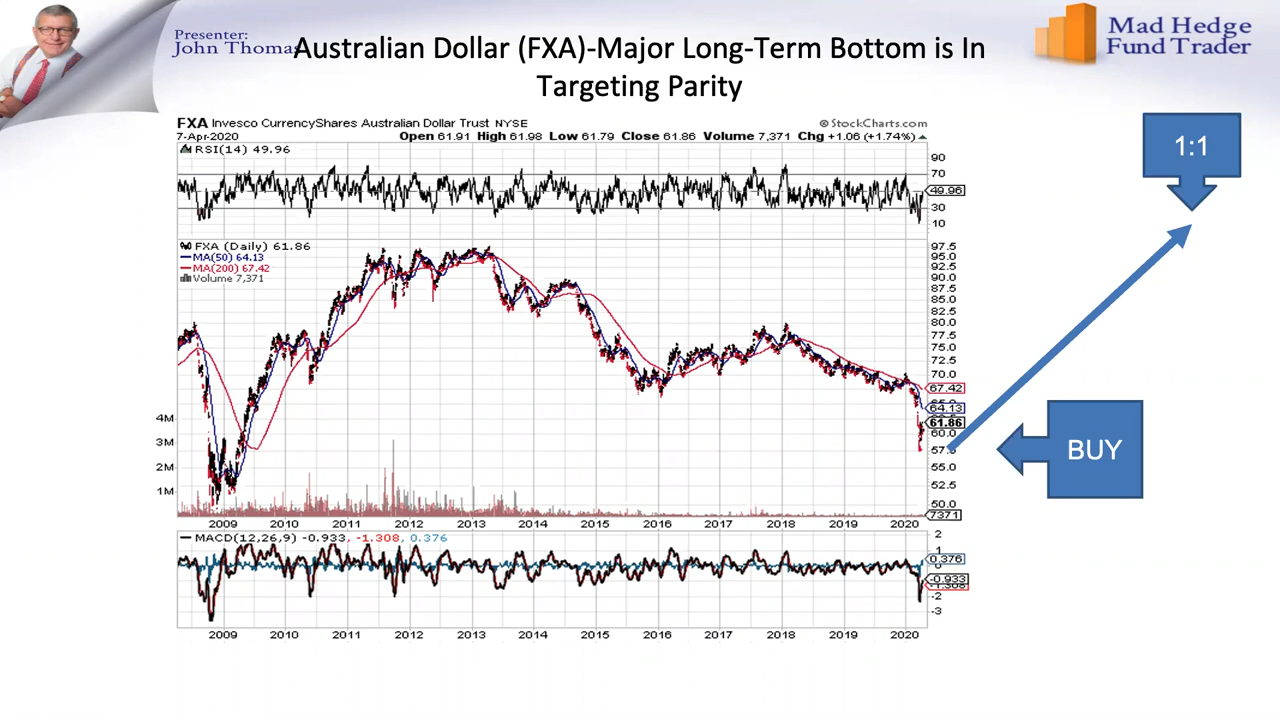 Presenter:
John Thomas
Australian Dollar (FXA)-Major Long-Term Bottom is In
Targeting Parity
Mad Hedge
Fund Trader
FXA Invesco CurrencyShares Australian Dollar Trust NYSE
© StockCharts.com
7-Apr-2020
Open 61.91 High 61.98 Low 61.79 Close 61.86 Volume 7,371 Chg +1.06 (+1.74%)
RSI(14) 49.96
90
70
49.96
30
10
1:1
FXA (Daily) 61.86
MA(50) 64.13
MA(200) 67.42
Volume 7,371
97.5
95.0
92.5
90.0
87.5
85.0
82.5
80.0
77.5
75.0
72.5
70.0
67.42
64.13
61.86
60.0
55.0
52.5
50.0
7371
4M
3M
2M
1M
BUY
2009 2010 2011 2012 2013 2014 2015 2016 2017 2018 2019 2020
MACD(12,26,9) -0.933, -1.308, 0.376
2
1
0.376
-0.933
-1.308
-2
-3
2009 2010 2011 2012 2013 2014 2015 2016 2017 2018 2019 2020